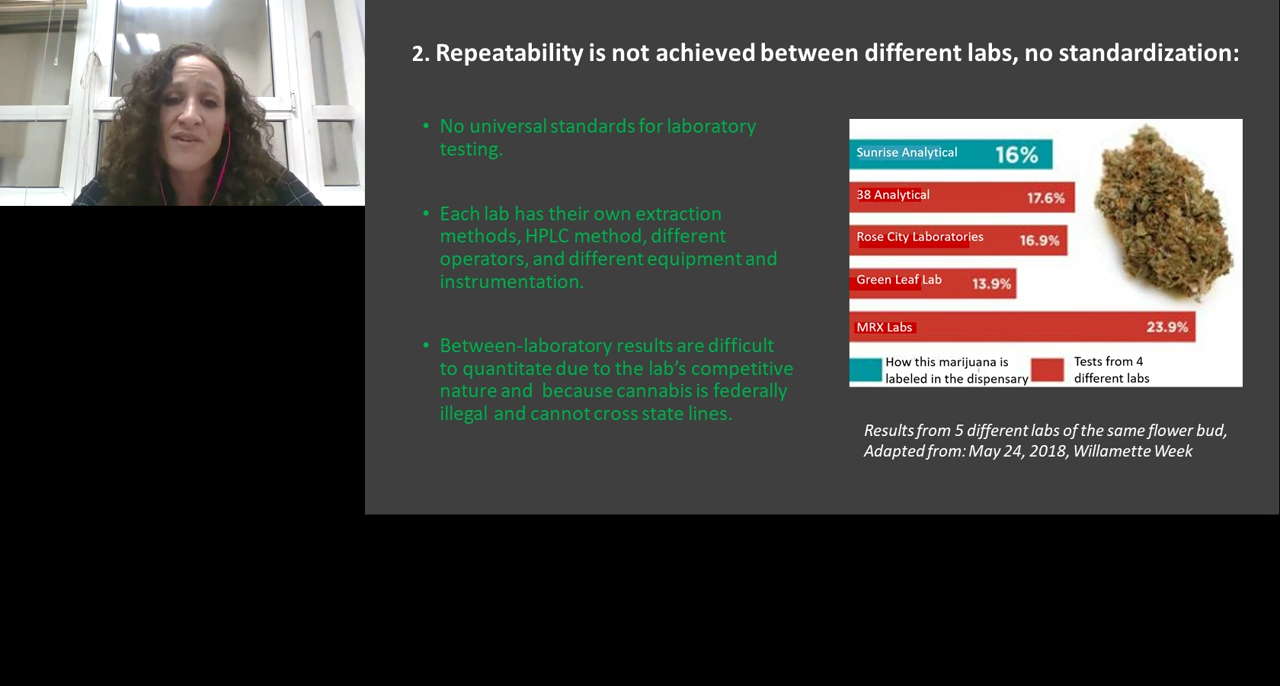 2. Repeatability is not achieved between different labs, no standardization:
• No universal standards for laboratory
testing.
• Each lab has their own extraction
methods, HPLC method, different
operators, and different equipment and
instrumentation.
• Between-laboratory results are difficult
to quantitate due to the lab’s competitive
nature and because cannabis is federally
illegal and cannot cross state lines.
Sunrise Analytical 16%
38 Analytical 17.6%
Rose City Laboratories 16.9%
Green Leaf Lab 13.9%
MRX Labs 23.9%
How this marijuana is
labeled in the dispensary
Tests from 4
different labs
Results from 5 different labs of the same flower bud,
Adapted from: May 24, 2018, Willamette Week